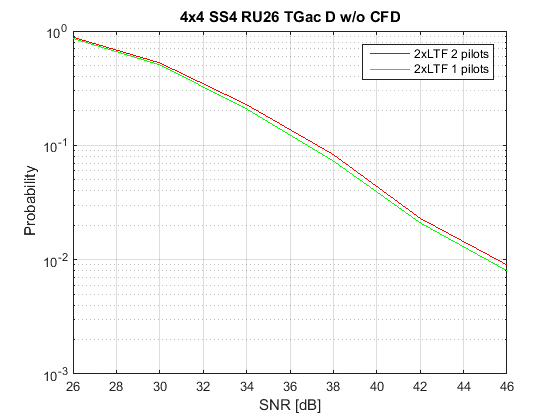 4x4 SS4 RU26 TGac D w/o CFD
2xLTF 2 pilots
2xLTF 1 pilots
Probability
10^0
10^-1
10^-2
10^-3
26 28 30 32 34 36 38 40 42 44 46
SNR [dB]